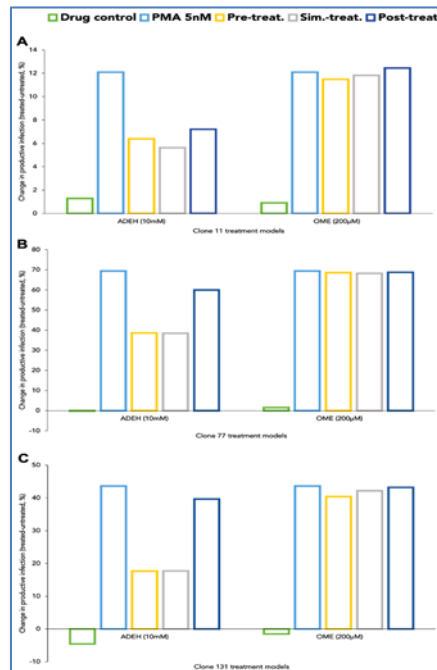 Drug control PMA 5nM Pre-treat. Sim.-treat. Post-treat.
A
Change in productive infection (treated-untreated, %)
14
12
10
8
6
4
2
0
ADEH (10mM) OME (200µM)
Clone 11 treatment models
B
Change in productive infection (treated-untreated, %)
80
70
60
50
40
30
20
10
0
-10
ADEH (10mM) OME (200µM)
Clone 77 treatment models
C
Change in productive infection (treated-untreated, %)
50
40
30
20
10
0
-10
ADEH (10mM) OME (200µM)
Clone 131 treatment models